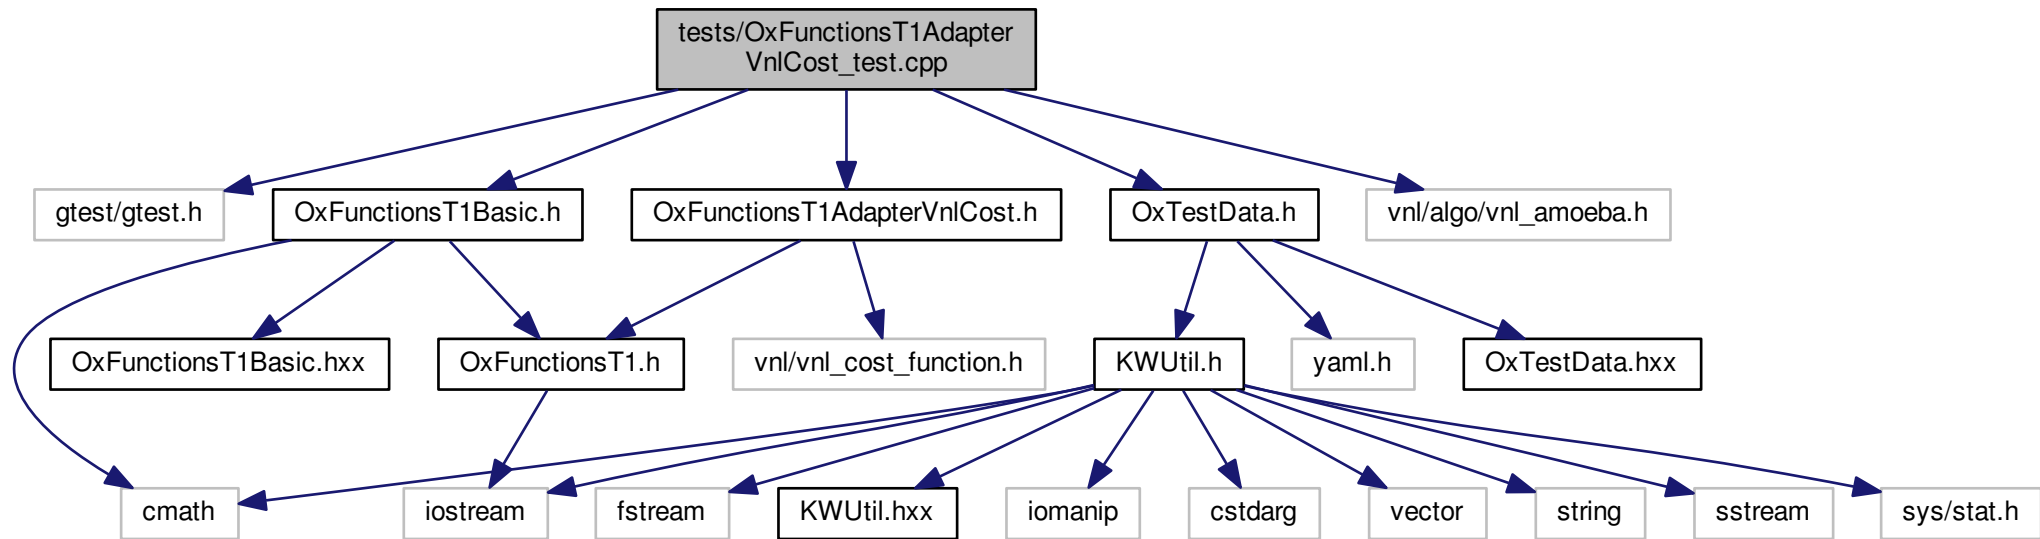 tests/OxFunctionsT1Adapter
VnlCost_test.cpp
gtest/gtest.h
OxFunctionsT1Basic.h
OxFunctionsT1AdapterVnlCost.h
OxTestData.h
vnl/algo/vnl_amoeba.h
OxFunctionsT1Basic.hxx
OxFunctionsT1.h
vnl/vnl_cost_function.h
KWUtil.h
yaml.h
OxTestData.hxx
cmath
iostream
fstream
KWUtil.hxx
iomanip
cstdarg
vector
string
sstream
sys/stat.h